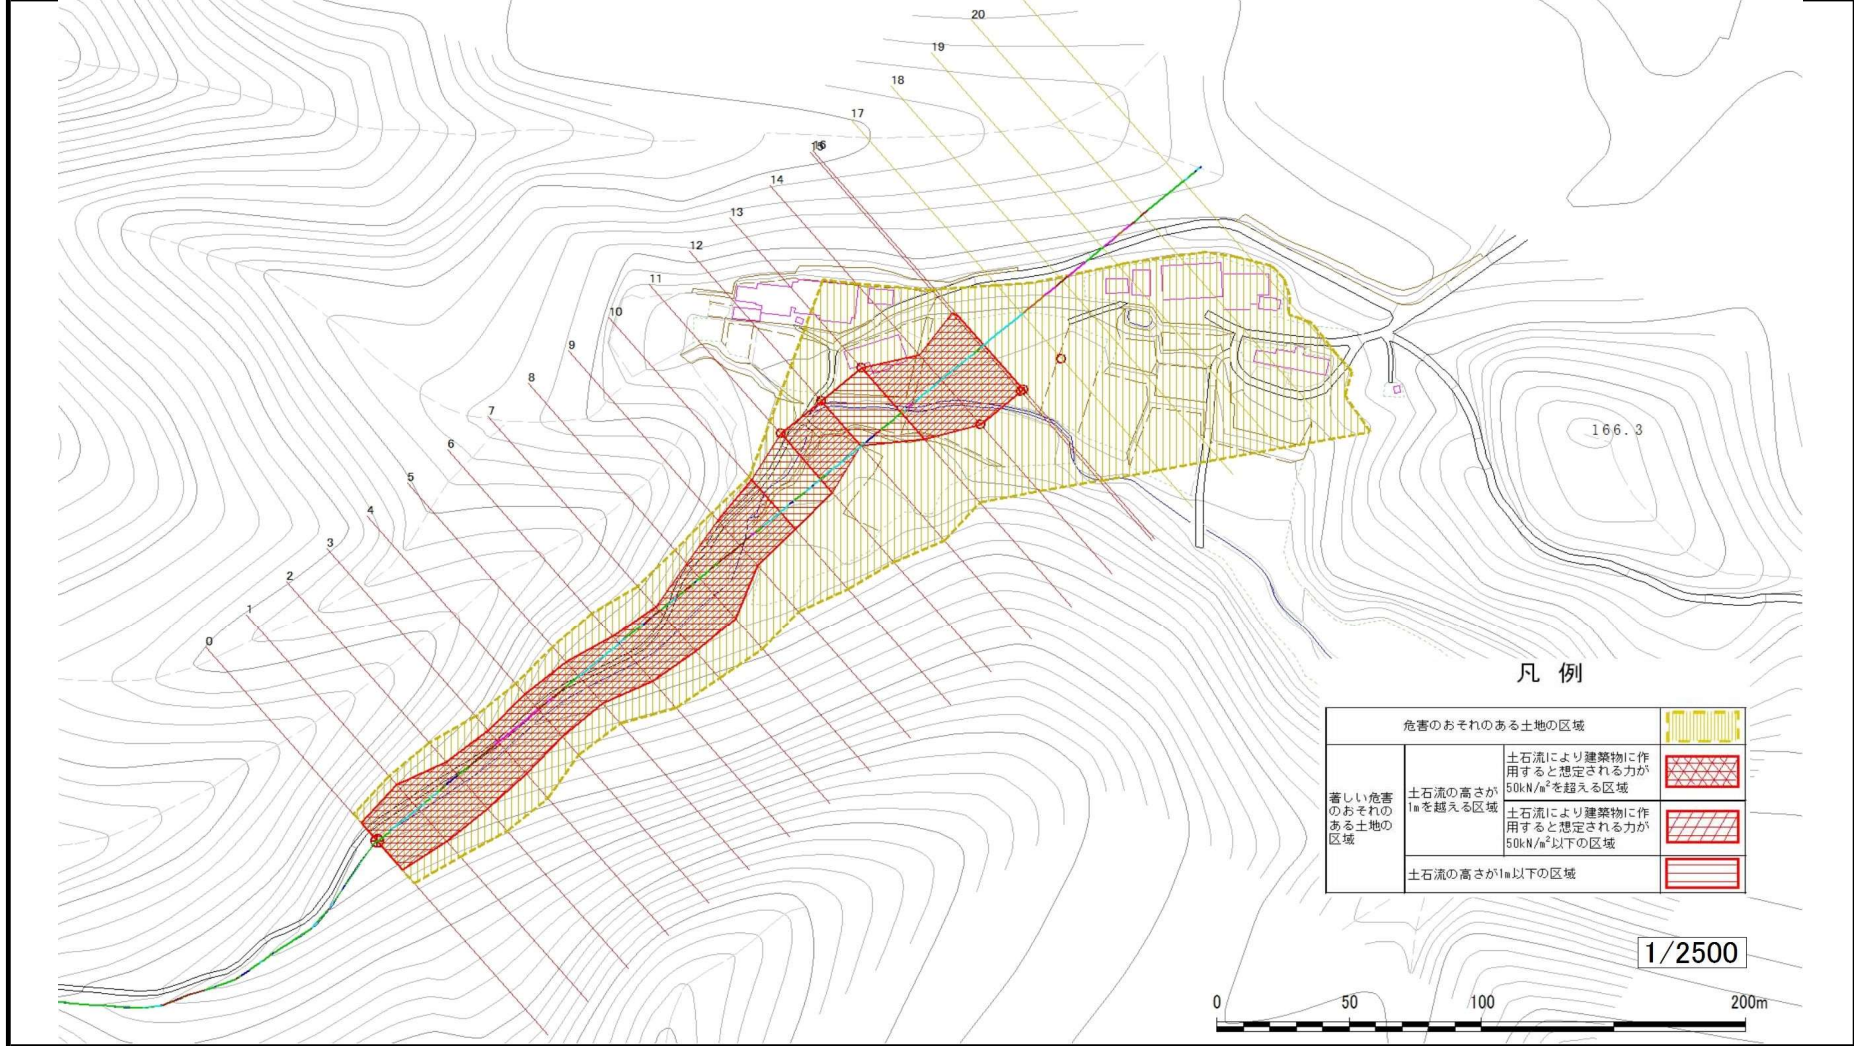 20
19
18
17
16
14
13
12
11
10
9
8
7
6
5
4
3
2
1
0
166.3
凡 例
危害のおそれのある土地の区域
著しい危害
のおそれの
ある土地の
区域
土石流の高さが
1mを越える区域
土石流により建築物に作
用すると想定される力が
50kN/m²を超える区域
土石流により建築物に作
用すると想定される力が
50kN/m²以下の区域
土石流の高さが1m以下の区域
1/2500
0 50 100 200m